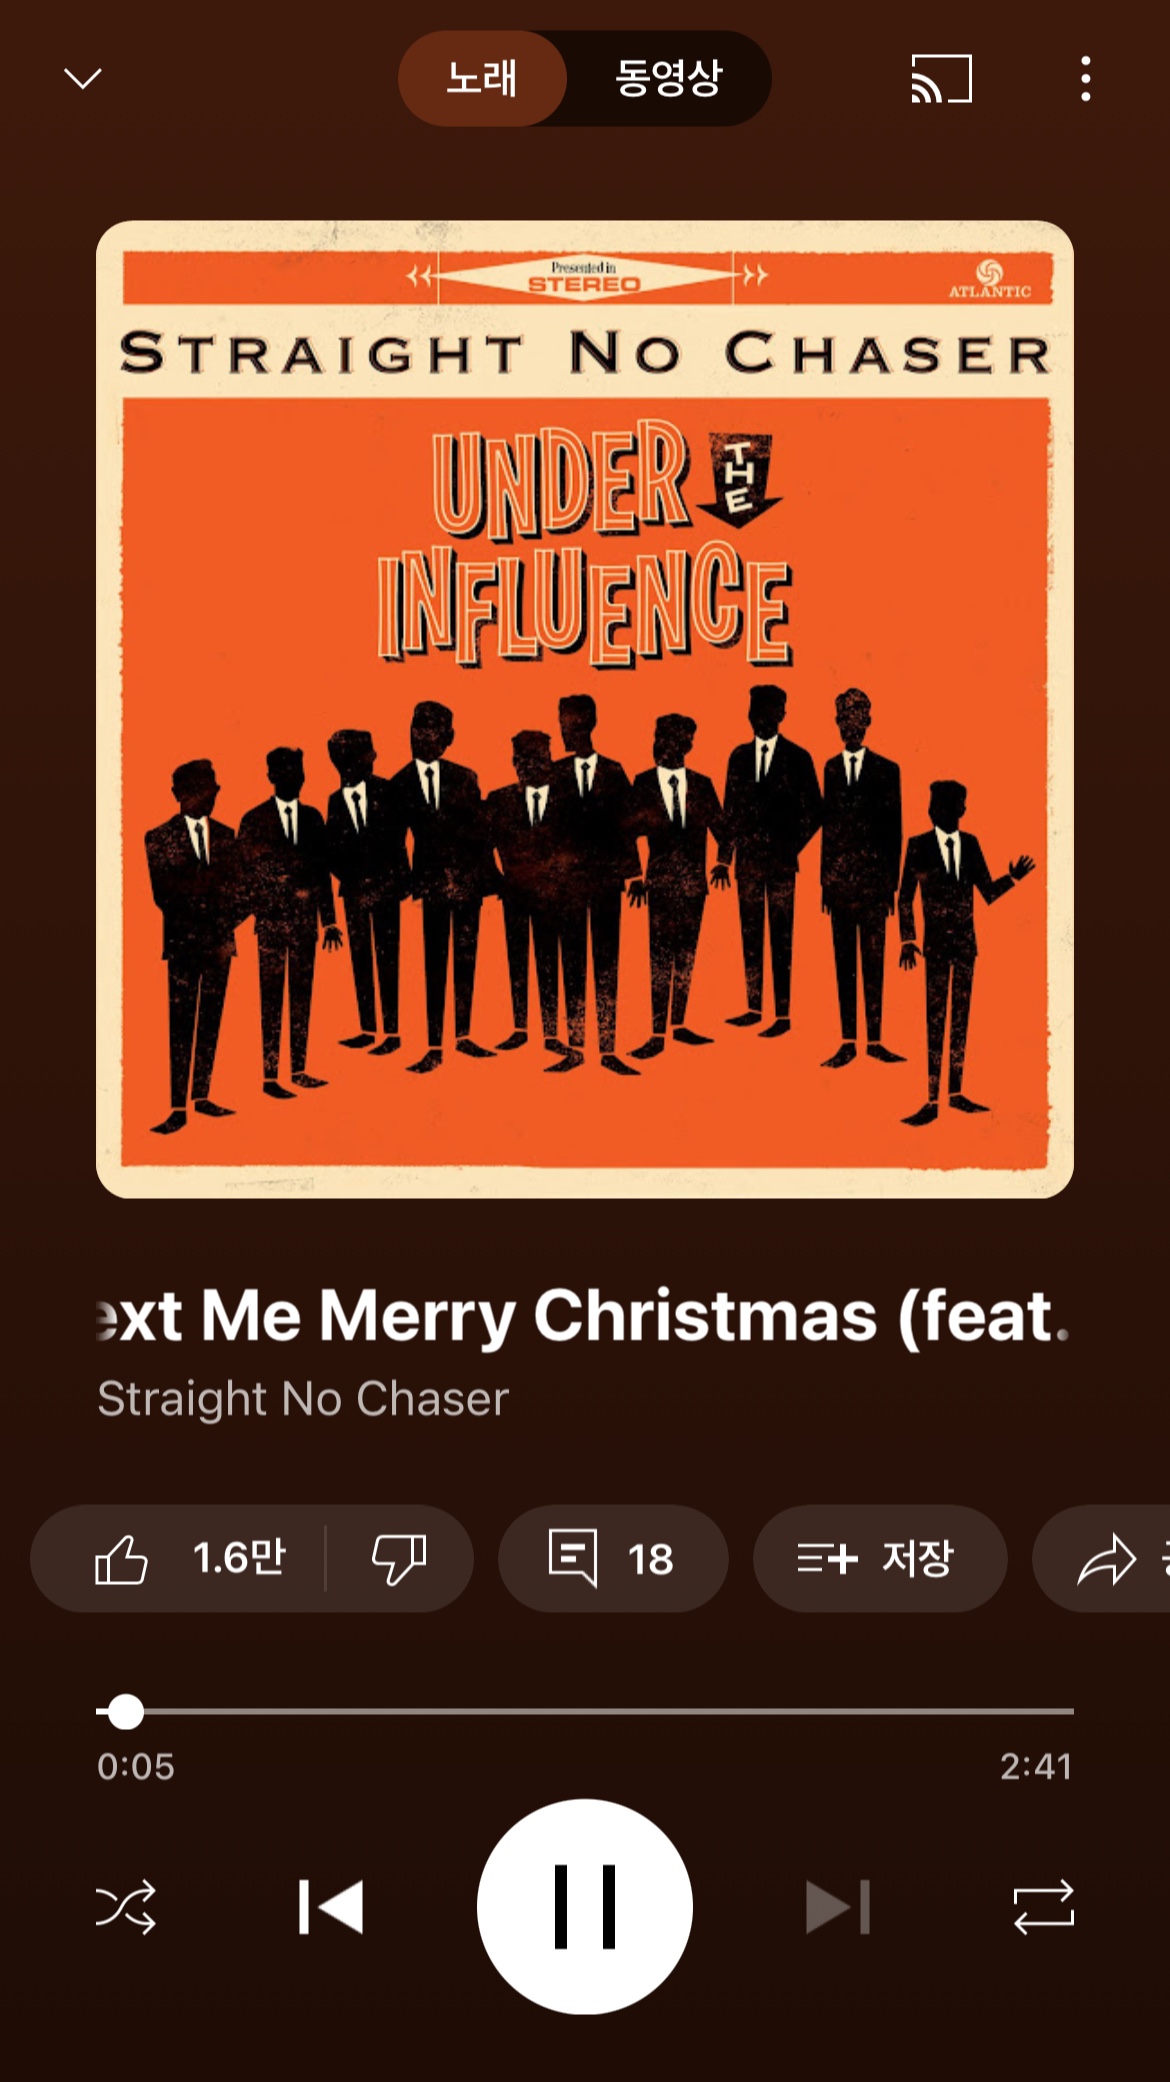 노래 동영상
Presented in
STEREO
ATLANTIC
STRAIGHT NO CHASER
UNDER THE
INFLUENCE
ext Me Merry Christmas (feat.
Straight No Chaser
1.6만 18 저장
0:05 2:41